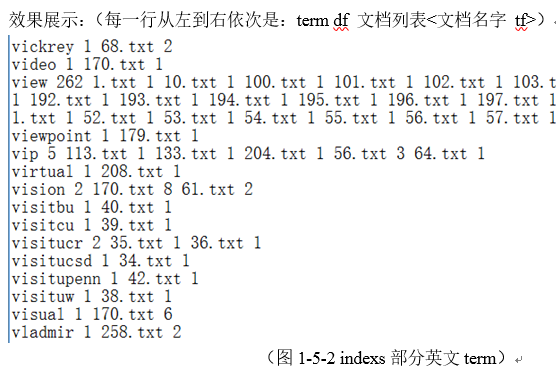 效果展示：（每一行从左到右依次是：term df 文档列表<文档名字 tf>）
vickrey 1 68.txt 2
video 1 170.txt 1
view 262 1.txt 1 10.txt 1 100.txt 1 101.txt 1 102.txt 1 103.t
1 192.txt 1 193.txt 1 194.txt 1 195.txt 1 196.txt 1 197.txt 1
1.txt 1 52.txt 1 53.txt 1 54.txt 1 55.txt 1 56.txt 1 57.txt 1
viewpoint 1 179.txt 1
vip 5 113.txt 1 133.txt 1 204.txt 1 56.txt 3 64.txt 1
virtual 1 208.txt 1
vision 2 170.txt 8 61.txt 2
visitbu 1 40.txt 1
visitcu 1 39.txt 1
visitucr 2 35.txt 1 36.txt 1
visitucsd 1 34.txt 1
visitupenn 1 42.txt 1
visituw 1 38.txt 1
visual 1 170.txt 6
vladmir 1 258.txt 2
（图 1-5-2 indexs 部分英文 term）